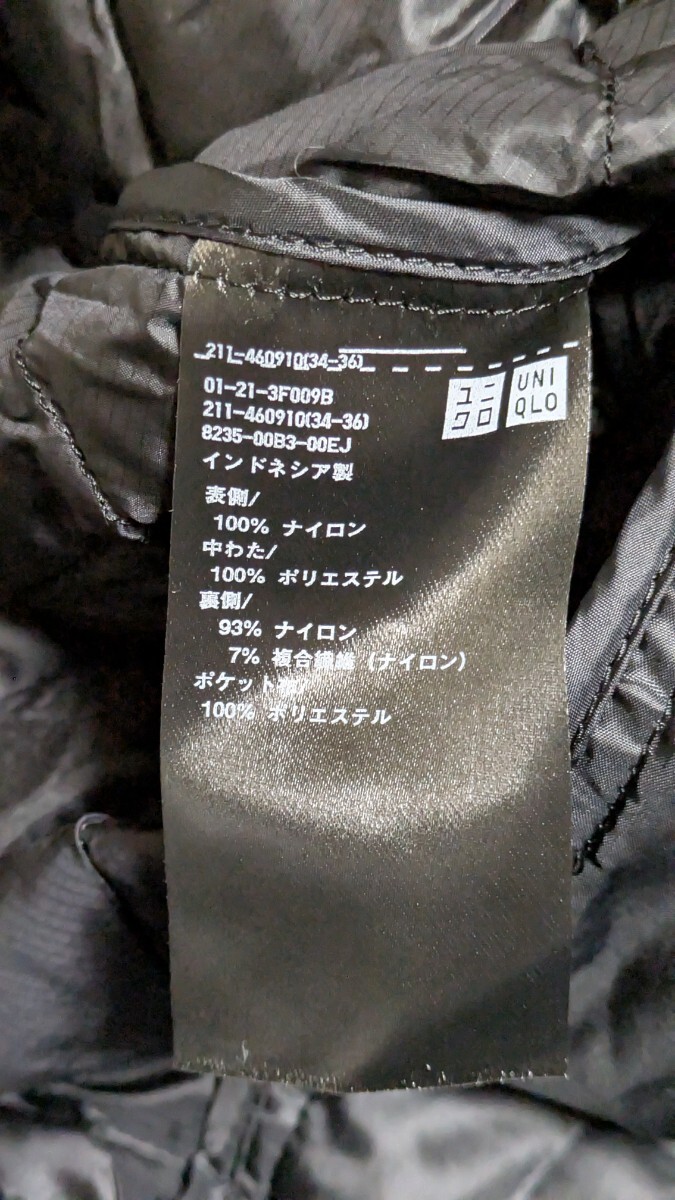 211-460910(34-36)
01-21-3F009B
211-460910(34-36)
8235-00B3-00EJ
ユニ
クロ
UNI
QLO
インドネシア製
表側/
100% ナイロン
中わた/
100% ポリエステル
裏側/
93% ナイロン
7% 複合繊維 (ナイロン)
ポケット布/
100% ポリエステル